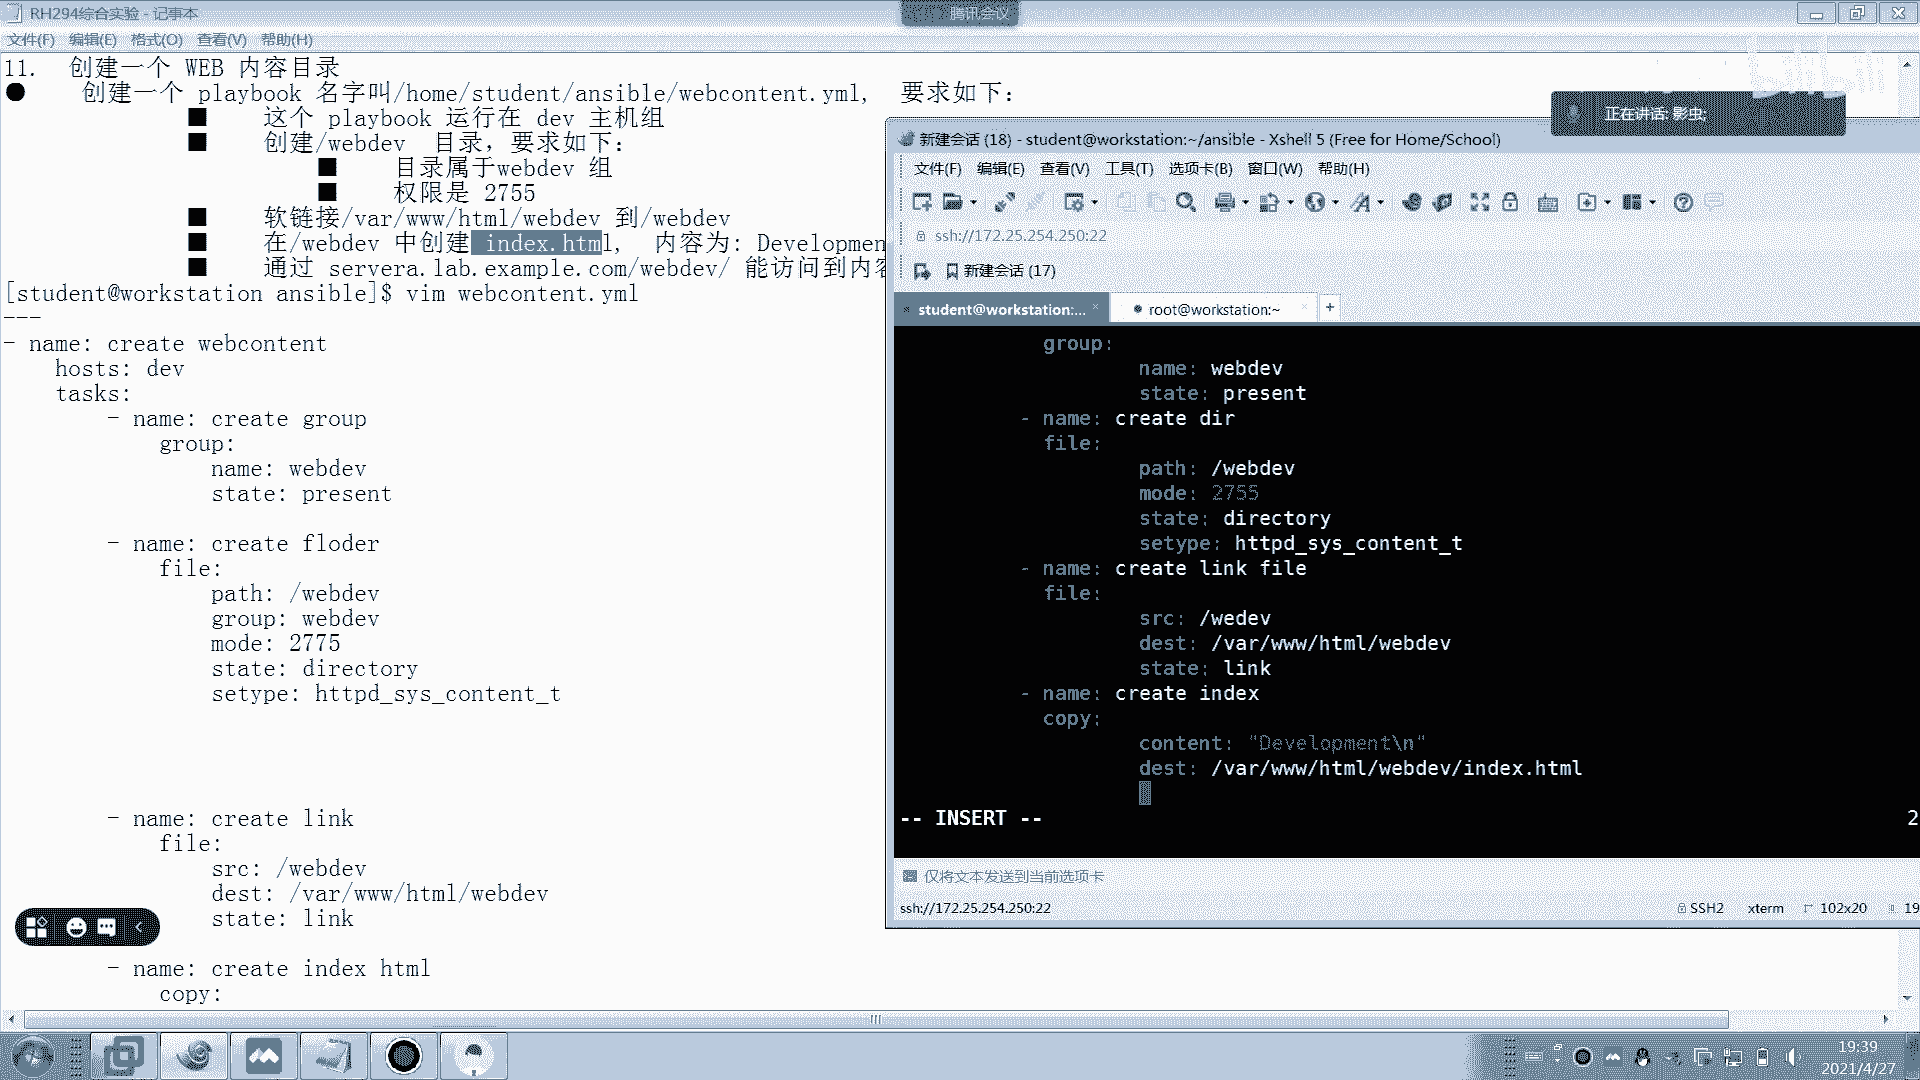 RH294综合实验 - 记事本
腾讯会议
文件(F) 编辑(E) 格式(O) 查看(V) 帮助(H)
11. 创建一个 WEB 内容目录
● 创建一个 playbook 名字叫/home/student/ansible/webcontent.yml, 要求如下:
■ 这个 playbook 运行在 dev 主机组
■ 创建/webdev 目录，要求如下:
■ 目录属于webdev 组
■ 权限是 2755
■ 软链接/var/www/html/webdev 到/webdev
■ 在/webdev 中创建 index.html, 内容为: Developmen
■ 通过 servera.lab.example.com/webdev/ 能访问到内容
[student@workstation ansible]$ vim webcontent.yml
---
- name: create webcontent
hosts: dev
tasks:
- name: create group
group:
name: webdev
state: present
- name: create floder
file:
path: /webdev
group: webdev
mode: 2775
state: directory
setype: httpd_sys_content_t
- name: create link
file:
src: /webdev
dest: /var/www/html/webdev
state: link
- name: create index html
copy:
bilibili
正在讲话: 影虫;
新建会话 (18) - student@workstation:~/ansible - Xshell 5 (Free for Home/School)
文件(F) 编辑(E) 查看(V) 工具(T) 选项卡(B) 窗口(W) 帮助(H)
ssh://172.25.254.250:22
新建会话 (17)
student@workstation:... × root@workstation:~ × +
group:
name: webdev
state: present
- name: create dir
file:
path: /webdev
mode: 2755
state: directory
setype: httpd_sys_content_t
- name: create link file
file:
src: /wedev
dest: /var/www/html/webdev
state: link
- name: create index
copy:
content: "Development\n"
dest: /var/www/html/webdev/index.html
-- INSERT -- 2
仅将文本发送到当前选项卡
ssh://172.25.254.250:22 SSH2 xterm 102x20 19
19:39
2021/4/27